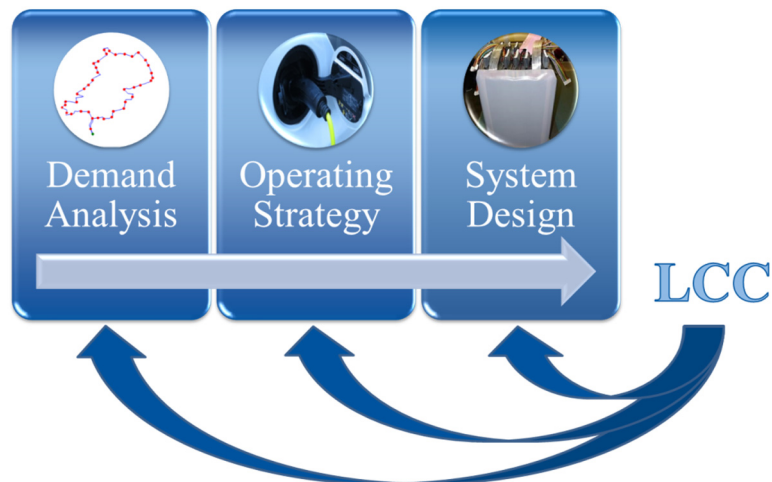 Demand
Analysis
Operating
Strategy
System
Design
LCC